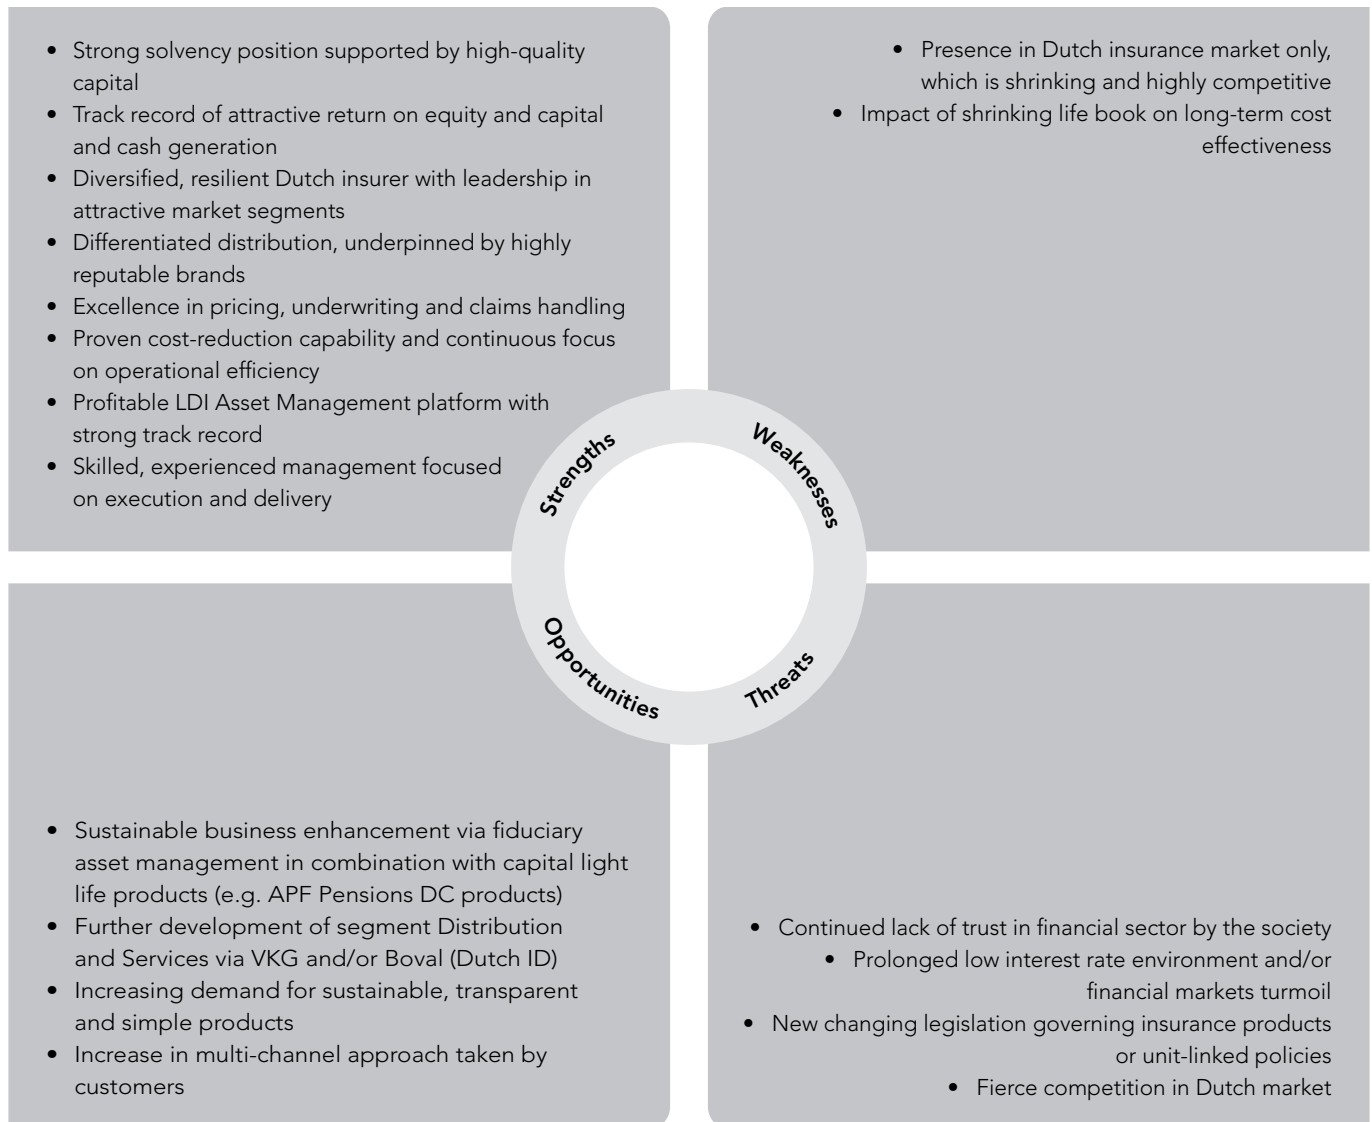 • Strong solvency position supported by high-quality
capital
• Track record of attractive return on equity and capital
and cash generation
• Diversified, resilient Dutch insurer with leadership in
attractive market segments
• Differentiated distribution, underpinned by highly
reputable brands
• Excellence in pricing, underwriting and claims handling
• Proven cost-reduction capability and continuous focus
on operational efficiency
• Profitable LDI Asset Management platform with
strong track record
• Skilled, experienced management focused
on execution and delivery
Strengths
• Presence in Dutch insurance market only,
which is shrinking and highly competitive
• Impact of shrinking life book on long-term cost
effectiveness
Weaknesses
Opportunities
• Sustainable business enhancement via fiduciary
asset management in combination with capital light
life products (e.g. APF Pensions DC products)
• Further development of segment Distribution
and Services via VKG and/or Boval (Dutch ID)
• Increasing demand for sustainable, transparent
and simple products
• Increase in multi-channel approach taken by
customers
Threats
• Continued lack of trust in financial sector by the society
• Prolonged low interest rate environment and/or
financial markets turmoil
• New changing legislation governing insurance products
or unit-linked policies
• Fierce competition in Dutch market